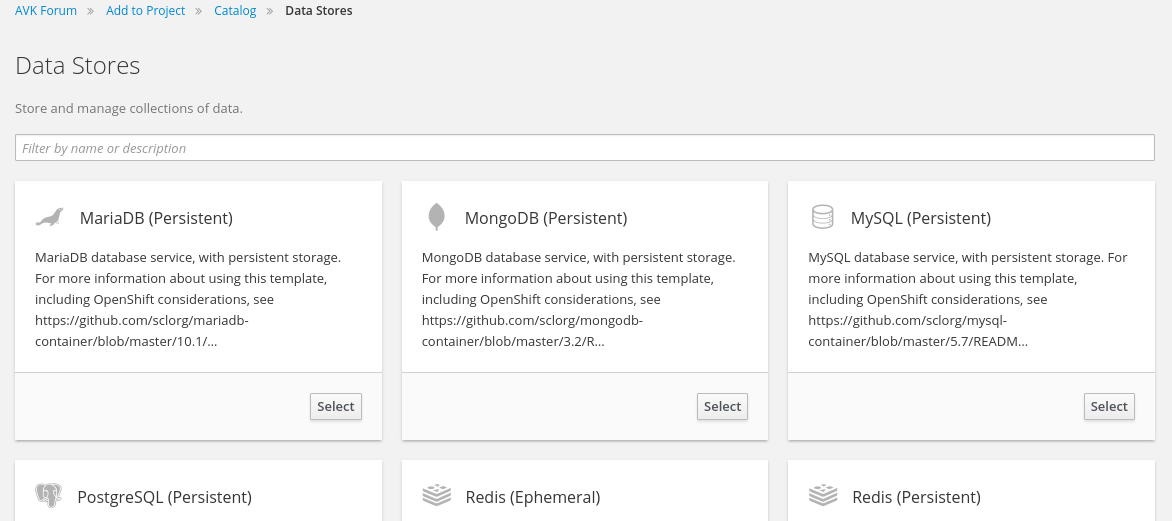 AVK Forum » Add to Project » Catalog » Data Stores
Data Stores
Store and manage collections of data.
Filter by name or description
MariaDB (Persistent)
MariaDB database service, with persistent storage.
For more information about using this template,
including OpenShift considerations, see
https://github.com/sclorg/mariadb-
container/blob/master/10.1/...
Select
MongoDB (Persistent)
MongoDB database service, with persistent storage.
For more information about using this template,
including OpenShift considerations, see
https://github.com/sclorg/mongodb-
container/blob/master/3.2/R...
Select
MySQL (Persistent)
MySQL database service, with persistent storage. For
more information about using this template,
including OpenShift considerations, see
https://github.com/sclorg/mysql-
container/blob/master/5.7/READM...
Select
PostgreSQL (Persistent)
Redis (Ephemeral)
Redis (Persistent)